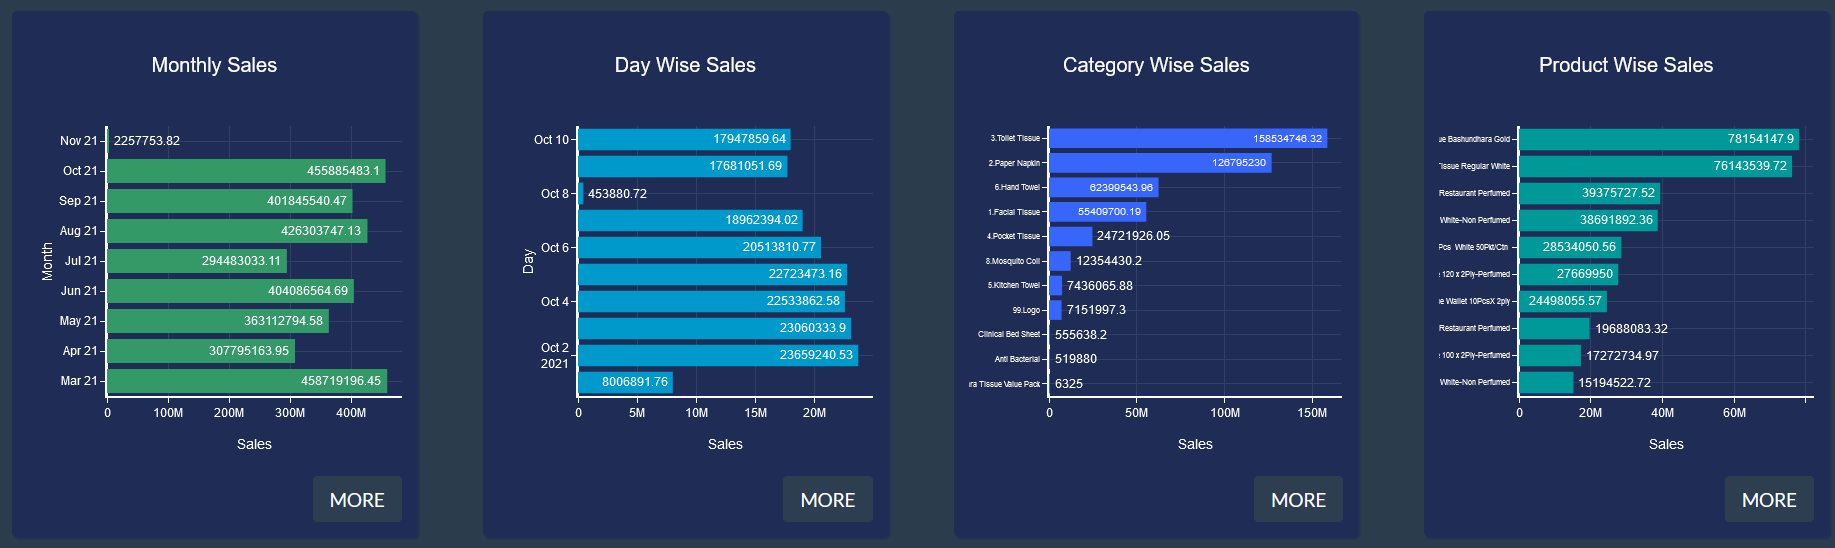 Monthly Sales
Nov 21
2257753.82
Oct 21
455885483.1
Sep 21
401845540.47
Aug 21
426303747.13
Jul 21
294483033.11
Jun 21
404086564.69
May 21
363112794.58
Apr 21
307795163.95
Mar 21
458719196.45
Month
0 100M 200M 300M 400M
Sales
MORE
Day Wise Sales
Oct 10
17947859.64
17681051.69
Oct 8
453880.72
18962394.02
Oct 6
20513810.77
22723473.16
Oct 4
22533862.58
23060333.9
Oct 2
2021
23659240.53
8006891.76
Day
0 5M 10M 15M 20M
Sales
MORE
Category Wise Sales
3.Toilet Tissue
158534746.32
2.Paper Napkin
126795230
6.Hand Towel
62399543.96
1.Facial Tissue
55409700.19
4.Pocket Tissue
24721926.05
8.Mosquito Coil
12354430.2
5.Kitchen Towel
7436065.88
99.Logo
7151997.3
Clinical Bed Sheet
555638.2
Anti Bacterial
519880
ra Tissue Value Pack
6325
0 50M 100M 150M
Sales
MORE
Product Wise Sales
ue Bashundhara Gold
78154147.9
Tissue Regular White
76143539.72
Restaurant Perfumed
39375727.52
White-Non Perfumed
38691892.36
Pcs White 50Pkt/Ctn
28534050.56
120 x 2Ply-Perfumed
27669950
e Wallet 10PcsX 2ply
24498055.57
Restaurant Perfumed
19688083.32
100 x 2Ply-Perfumed
17272734.97
White-Non Perfumed
15194522.72
0 20M 40M 60M
Sales
MORE